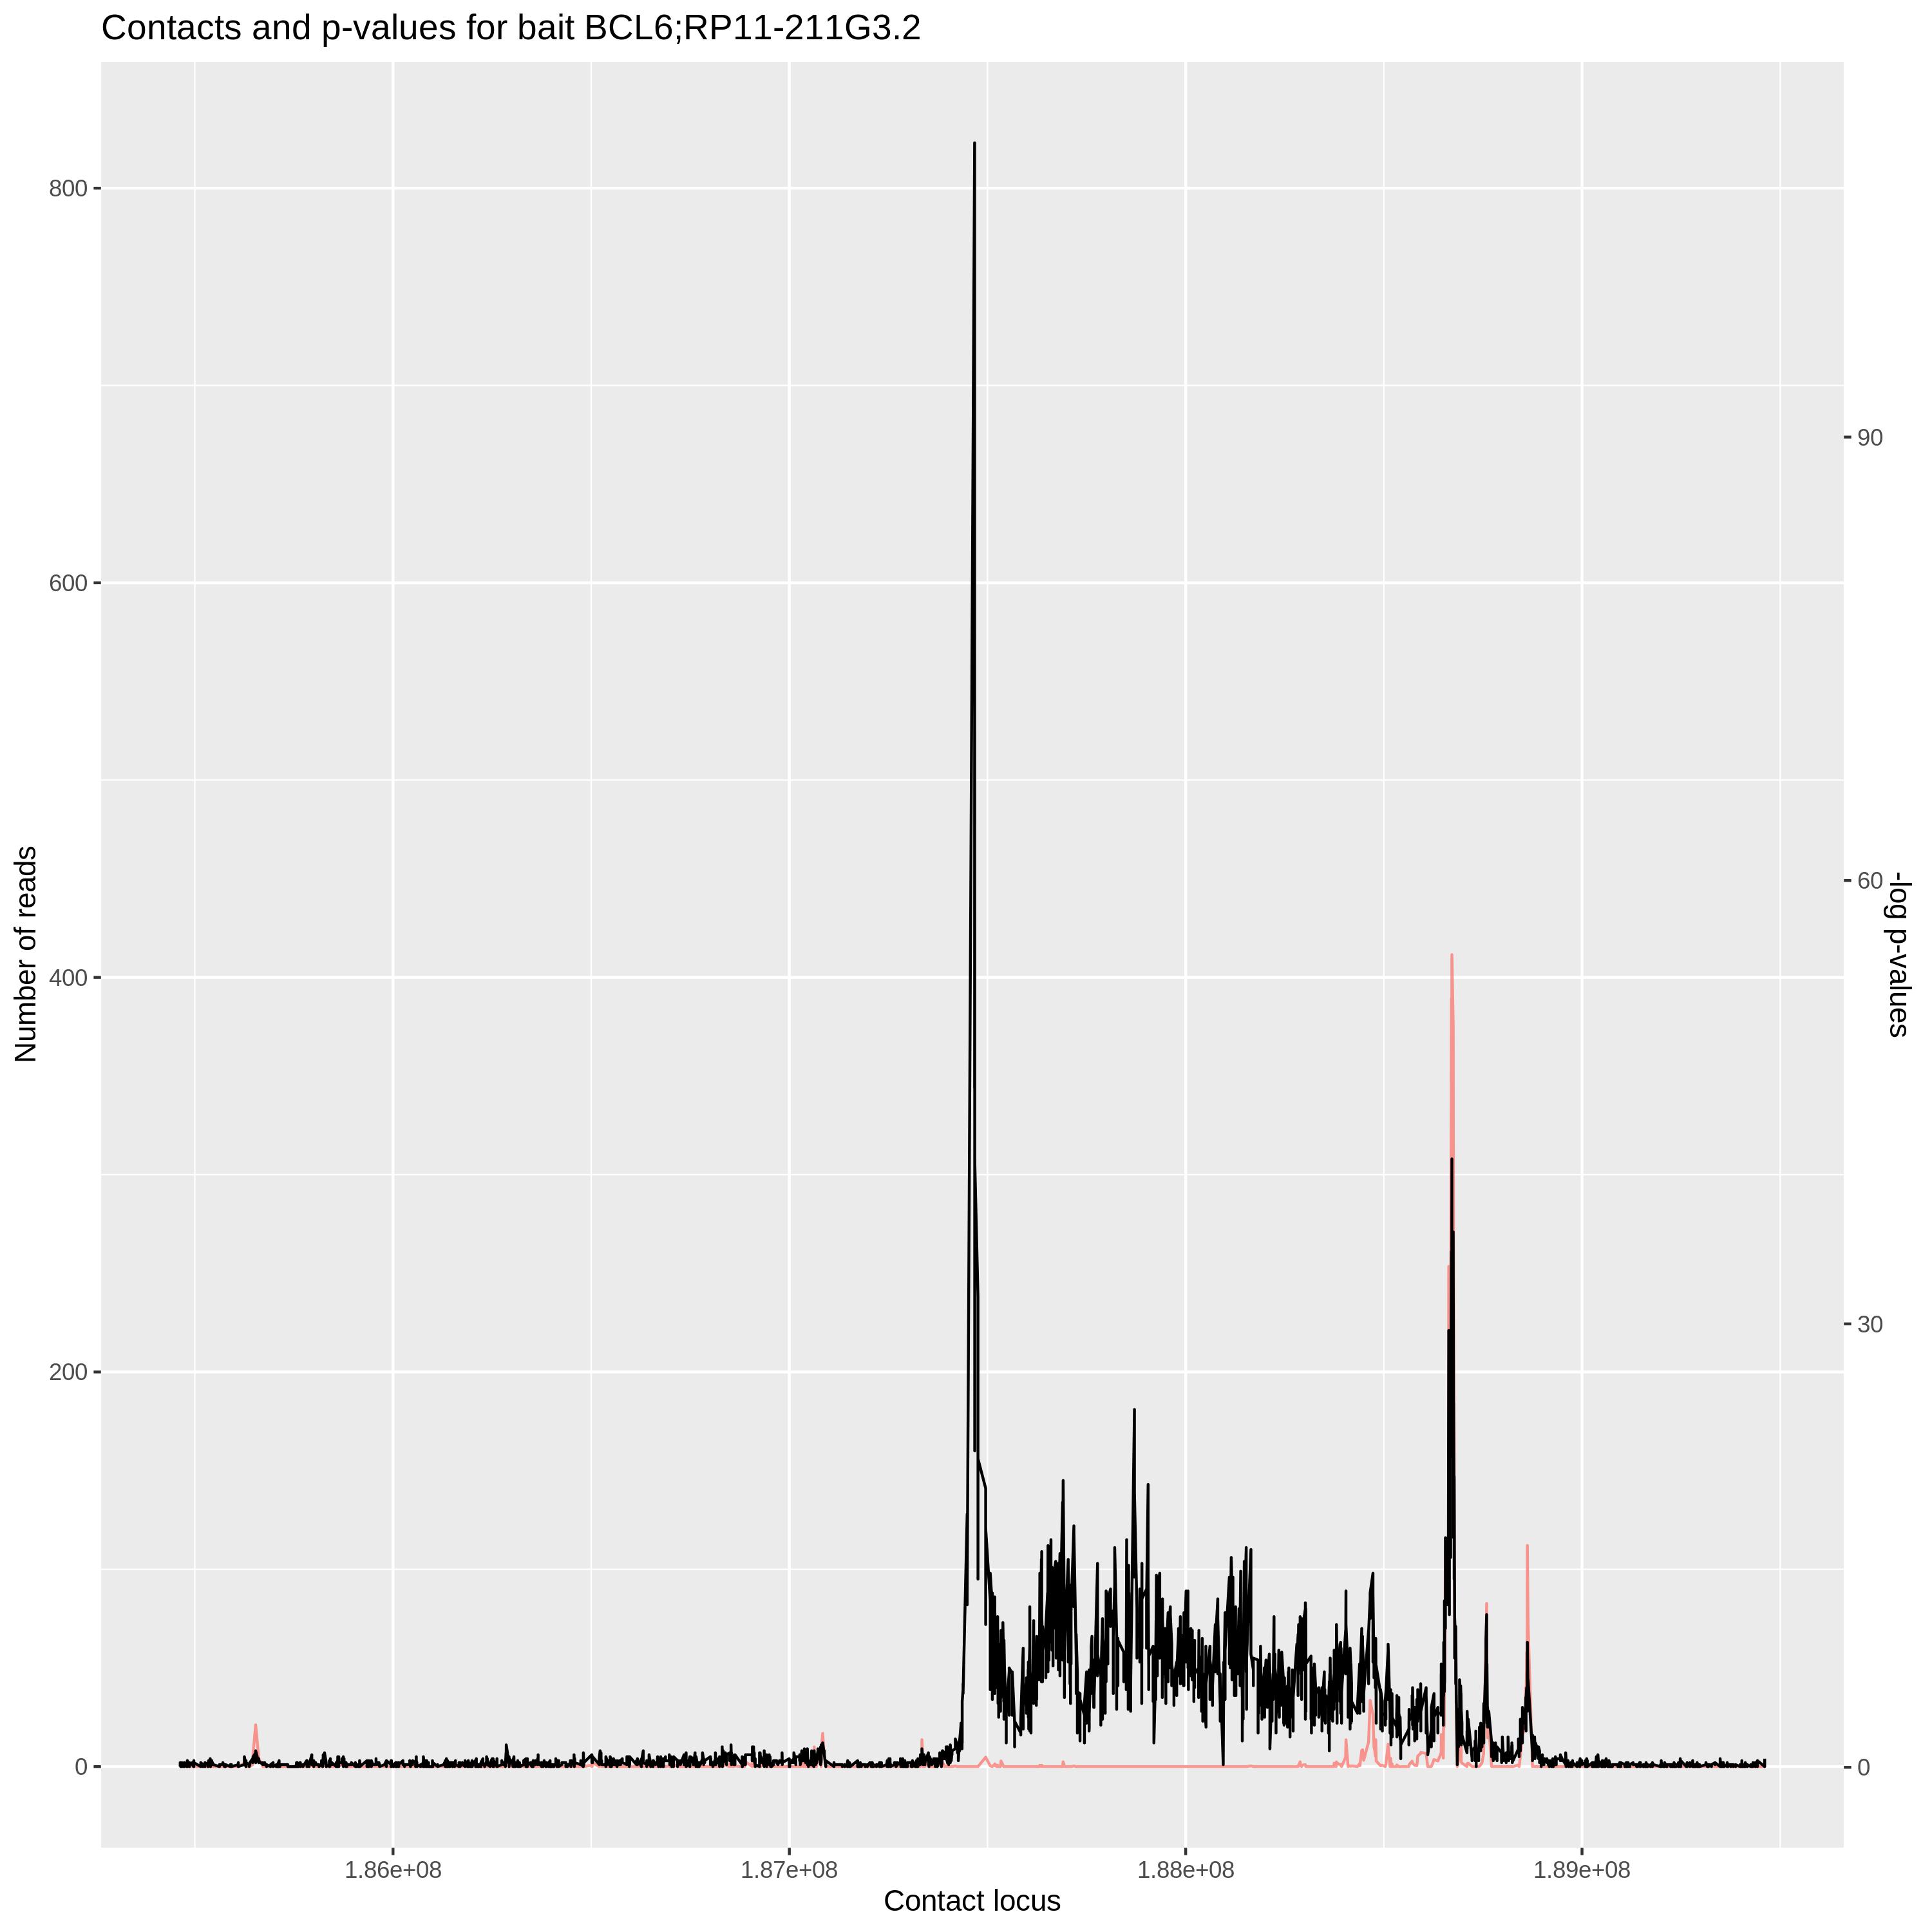 Contacts and p-values for bait BCL6;RP11-211G3.2
800
600
400
200
0
Number of reads
90
60
30
0
-log p-values
1.86e+08
1.87e+08
1.88e+08
1.89e+08
Contact locus